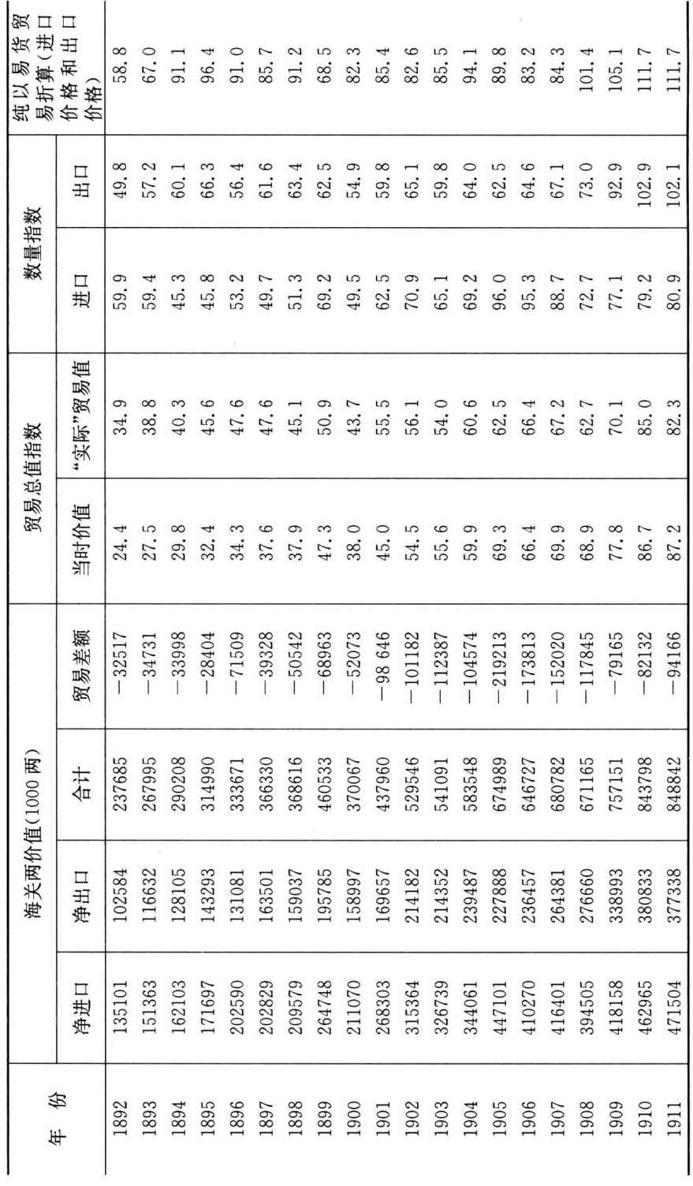 年 份 海关两价值(1000两) 贸易总值指数 数量指数 纯以易货贸易折算(进口价格和出口价格)
净进口 净出口 合计 贸易差额 当时价值 “实际”贸易值 进口 出口
1892 135101 102584 237685 —32517 24.4 34.9 59.9 49.8 58.8
1893 151363 116632 267995 —34731 27.5 38.8 59.4 57.2 67.0
1894 162103 128105 290208 —33998 29.8 40.3 45.3 60.1 91.1
1895 171697 143293 314990 —28404 32.4 45.6 45.8 66.3 96.4
1896 202590 131081 333671 —71509 34.3 47.6 53.2 56.4 91.0
1897 202829 163501 366330 —39328 37.6 47.6 49.7 61.6 85.7
1898 209579 159037 368616 —50542 37.9 45.1 51.3 63.4 91.2
1899 264748 195785 460533 —68963 47.3 50.9 69.2 62.5 68.5
1900 211070 158997 370067 —52073 38.0 43.7 49.5 54.9 82.3
1901 268303 169657 437960 —98 646 45.0 55.5 62.5 59.8 85.4
1902 315364 214182 529546 —101182 54.5 56.1 70.9 65.1 82.6
1903 326739 214352 541091 —112387 55.6 54.0 65.1 59.8 85.5
1904 344061 239487 583548 —104574 59.9 60.6 69.2 64.0 94.1
1905 447101 227888 674989 —219213 69.3 62.5 96.0 62.5 89.8
1906 410270 236457 646727 —173813 66.4 66.4 95.3 64.6 83.2
1907 416401 264381 680782 —152020 69.9 67.2 88.7 67.1 84.3
1908 394505 276660 671165 —117845 68.9 62.7 72.7 73.0 101.4
1909 418158 338993 757151 —79165 77.8 70.1 77.1 92.9 105.1
1910 462965 380833 843798 —82132 86.7 85.0 79.2 102.9 111.7
1911 471504 377338 848842 —94166 87.2 82.3 80.9 102.1 111.7